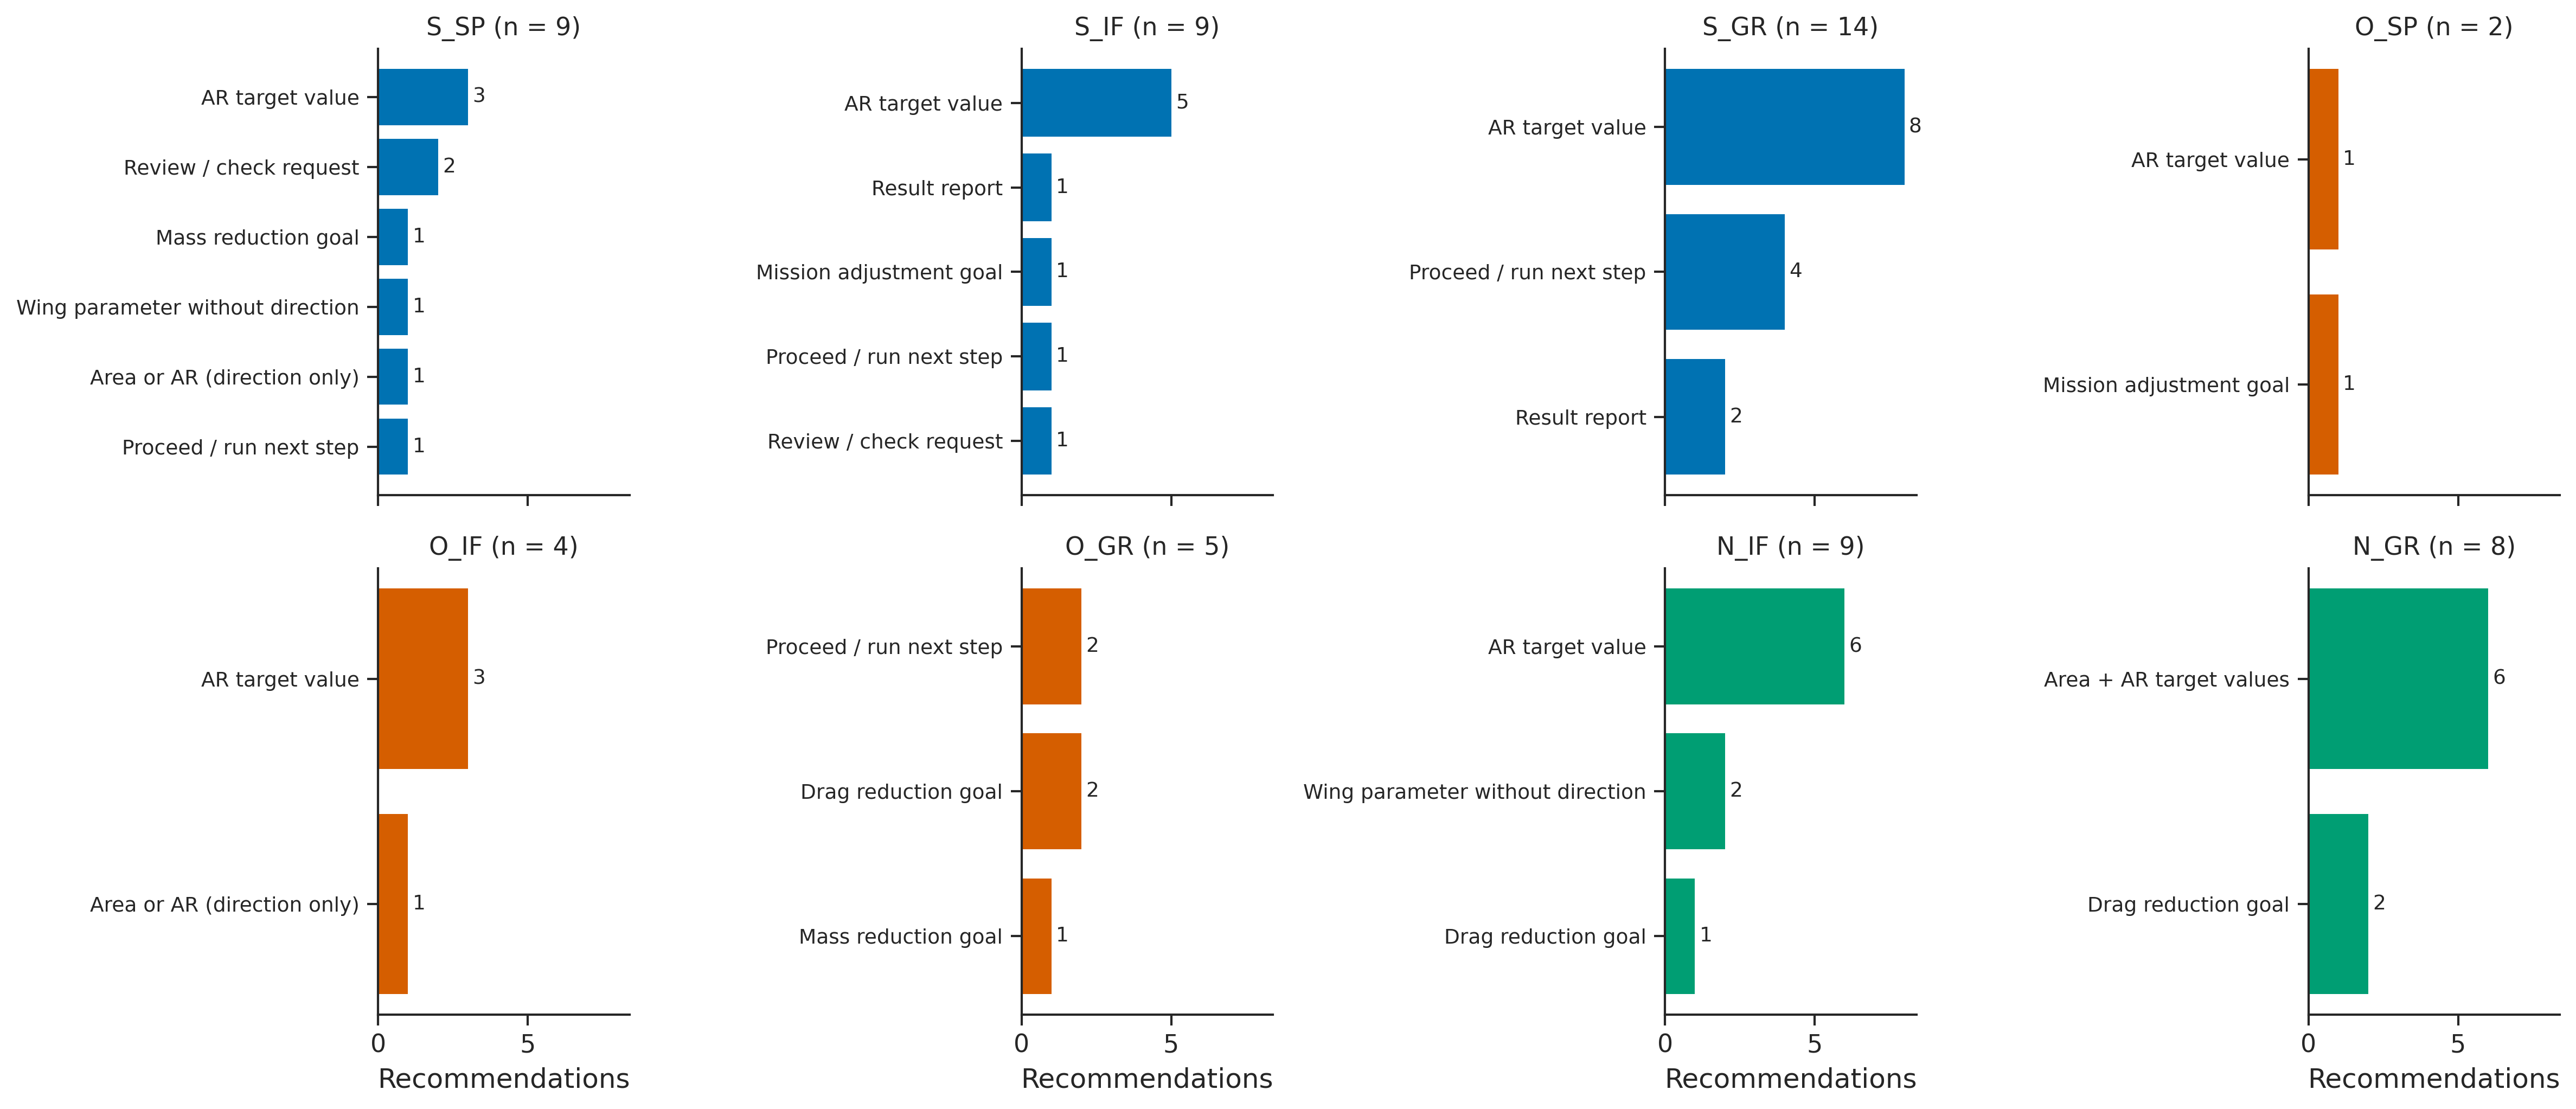 S_SP (n = 9)
AR target value
3
Review / check request
2
Mass reduction goal
1
Wing parameter without direction
1
Area or AR (direction only)
1
Proceed / run next step
1
S_IF (n = 9)
AR target value
5
Result report
1
Mission adjustment goal
1
Proceed / run next step
1
Review / check request
1
S_GR (n = 14)
AR target value
8
Proceed / run next step
4
Result report
2
O_SP (n = 2)
AR target value
1
Mission adjustment goal
1
O_IF (n = 4)
AR target value
3
Area or AR (direction only)
1
0
5
Recommendations
O_GR (n = 5)
Proceed / run next step
2
Drag reduction goal
2
Mass reduction goal
1
0
5
Recommendations
N_IF (n = 9)
AR target value
6
Wing parameter without direction
2
Drag reduction goal
1
0
5
Recommendations
N_GR (n = 8)
Area + AR target values
6
Drag reduction goal
2
0
5
Recommendations